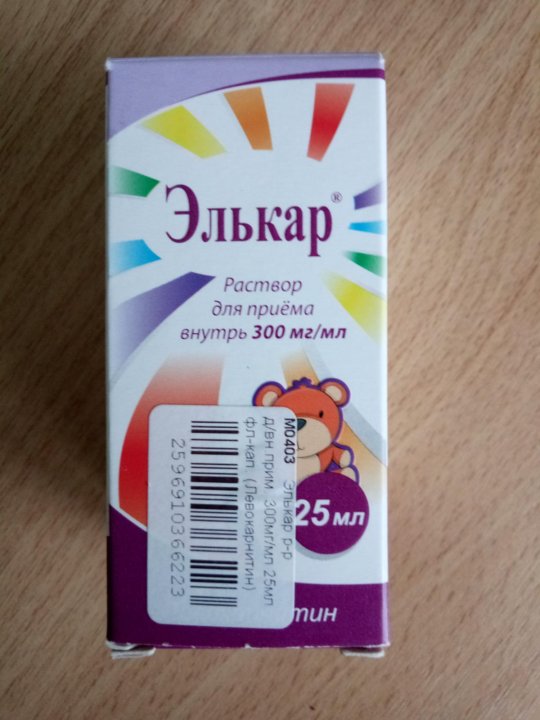 Элькар®
Раствор
для приёма
внутрь 300 мг/мл
25 мл
тин
М0403 Элькар р-р
д/вн прим. 300мг/мл 25мл
фл-кап. (Левокарнитин)
2596910366223